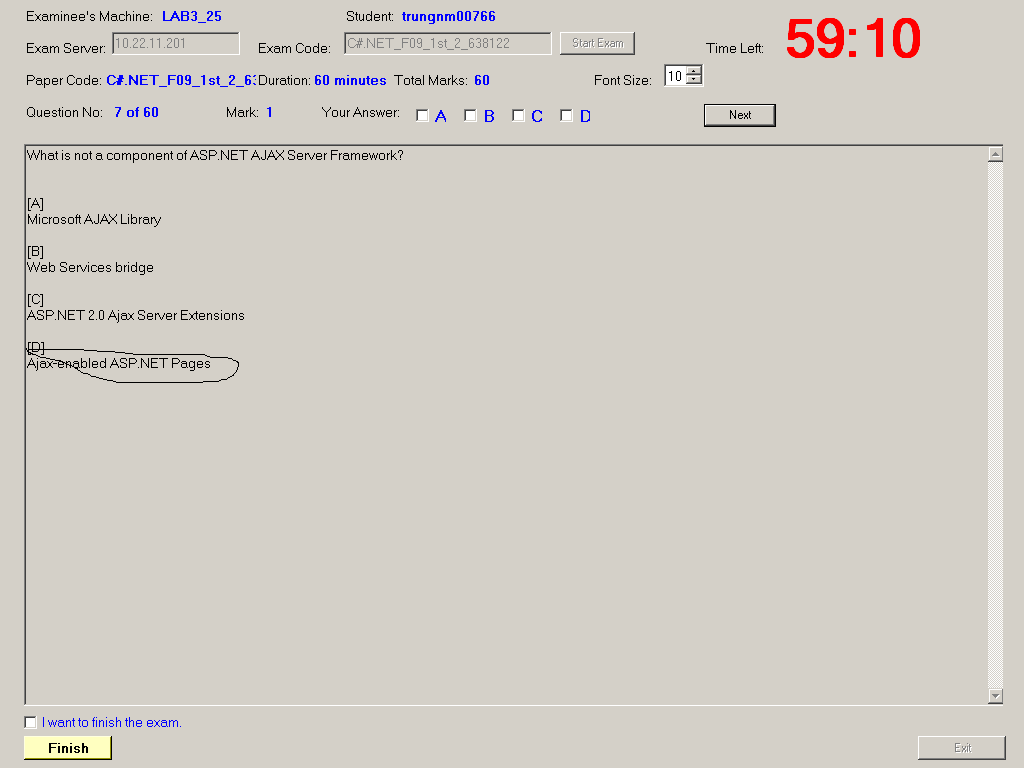 Examinee's Machine: LAB3_25 Student: trungnm00766
Exam Server: 10.22.11.201 Exam Code: C#.NET_F09_1st_2_638122 Start Exam Time Left: 59:10
Paper Code: C#.NET_F09_1st_2_63 Duration: 60 minutes Total Marks: 60 Font Size: 10
Question No: 7 of 60 Mark: 1 Your Answer: A B C D Next
What is not a component of ASP.NET AJAX Server Framework?
[A]
Microsoft AJAX Library
[B]
Web Services bridge
[C]
ASP.NET 2.0 Ajax Server Extensions
[D]
Ajax-enabled ASP.NET Pages
I want to finish the exam.
Finish Exit